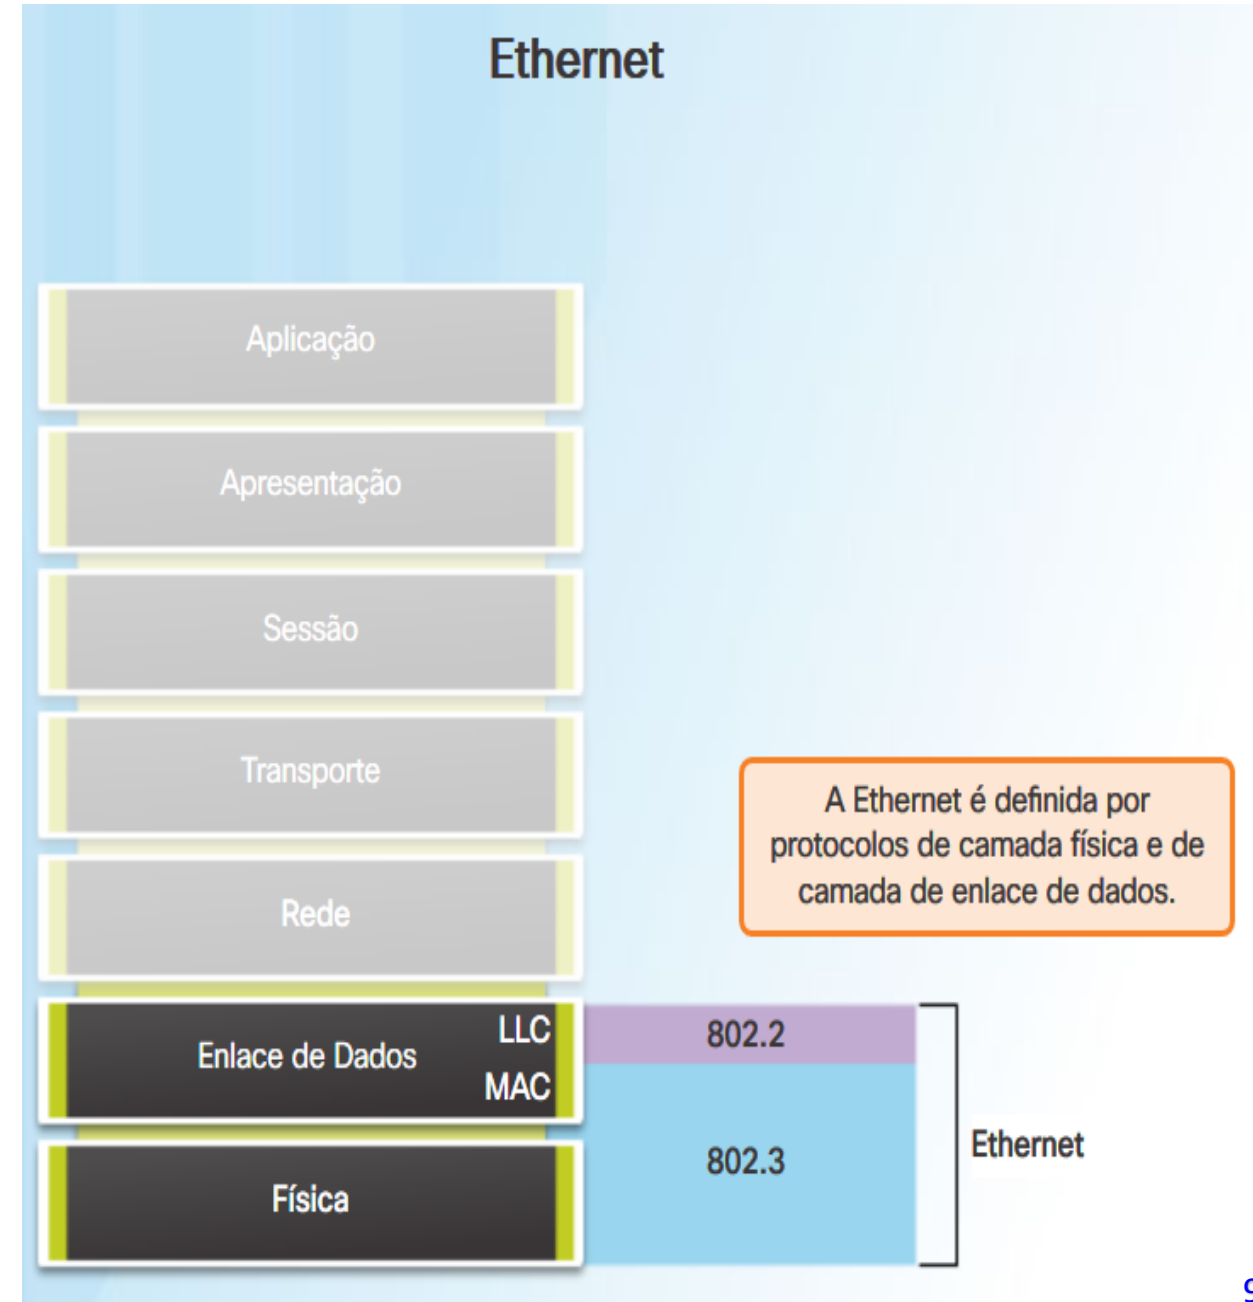 Ethernet
Aplicação
Apresentação
Sessão
Transporte
A Ethernet é definida por
protocolos de camada física e de
camada de enlace de dados.
Rede
Enlace de Dados
LLC
MAC
802.2
802.3
Ethernet
Física